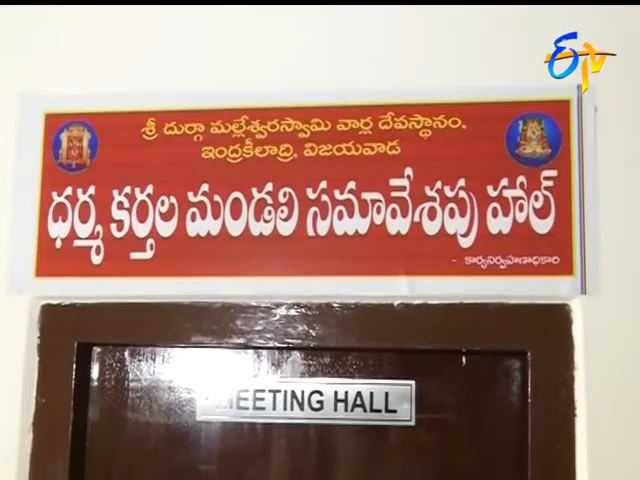 శ్రీ దుర్గా మల్లేశ్వరస్వామి వార్ల దేవస్థానం,
ఇంద్రకీలాద్రి, విజయవాడ
ధర్మ కర్తల మండలి సమావేశపు హాల్
- కార్యనిర్వహణాధికారి
MEETING HALL